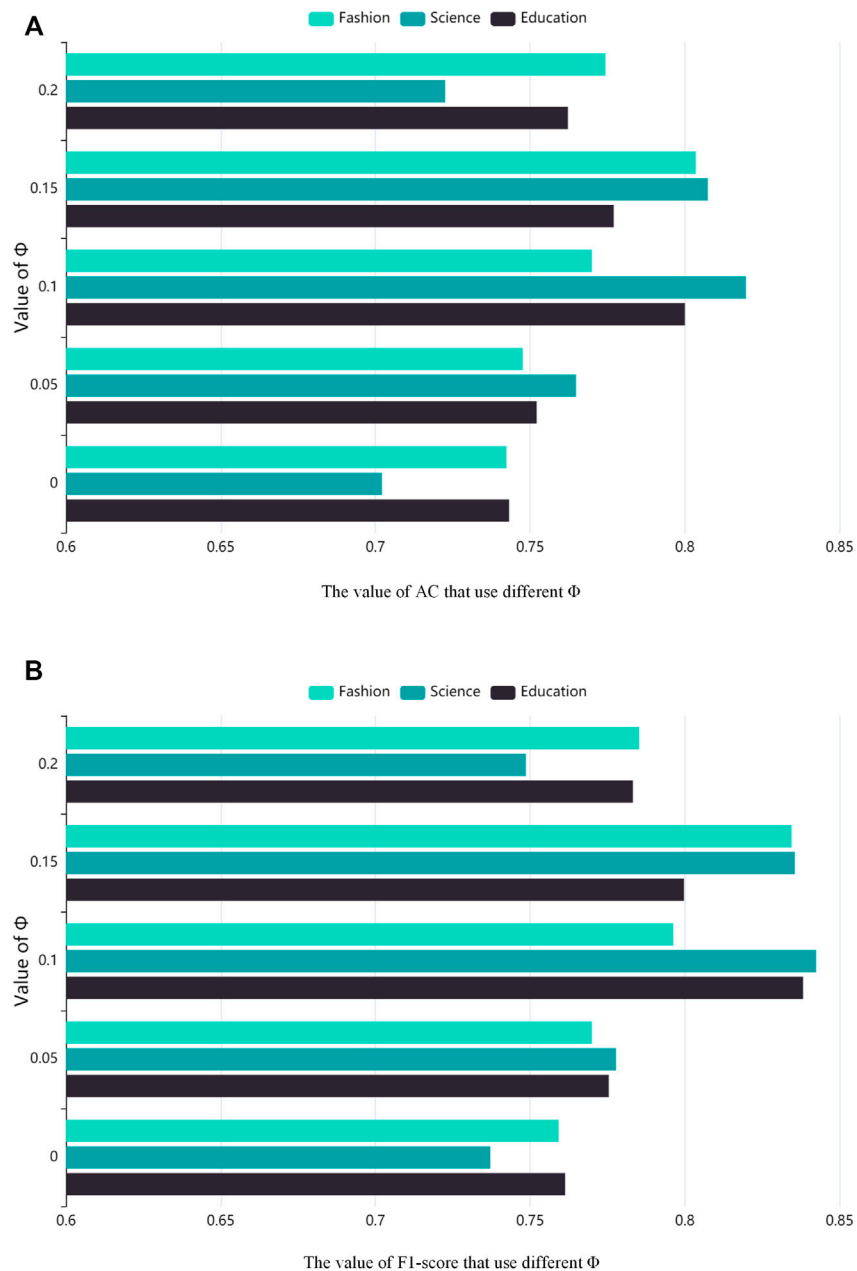 A
Fashion Science Education
0.2
0.15
0.1
0.05
0
Value of Φ
0.6 0.65 0.7 0.75 0.8 0.85
The value of AC that use different Φ
B
Fashion Science Education
0.2
0.15
0.1
0.05
0
Value of Φ
0.6 0.65 0.7 0.75 0.8 0.85
The value of F1-score that use different Φ